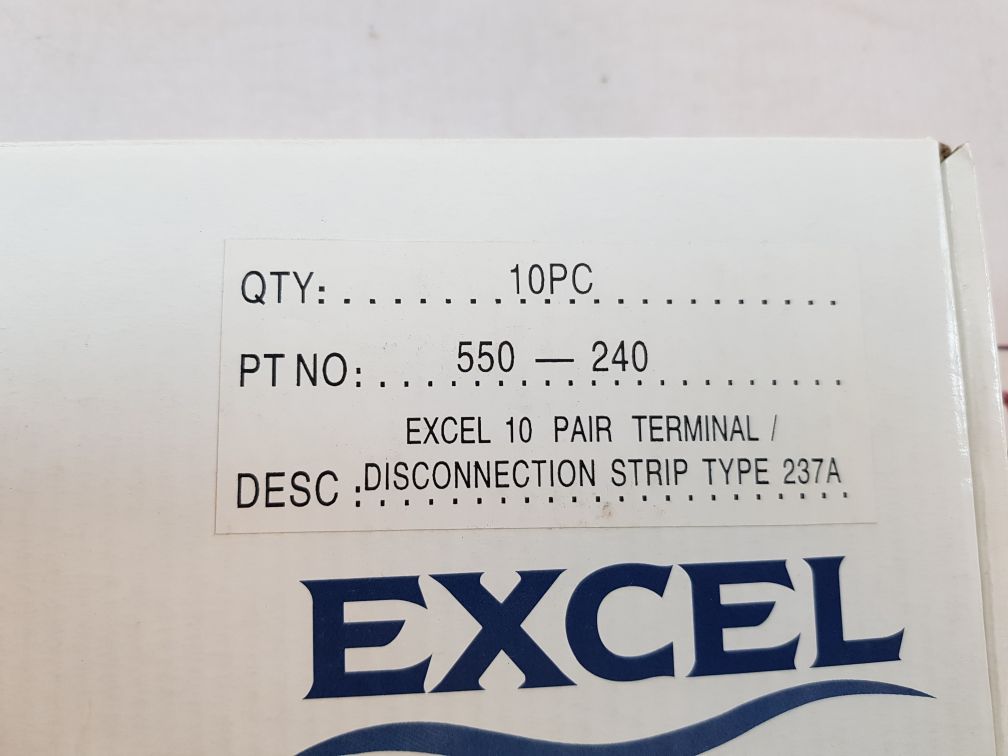 QTY: 10PC
PT NO: 550 — 240
EXCEL 10 PAIR TERMINAL /
DESC : DISCONNECTION STRIP TYPE 237A
EXCEL